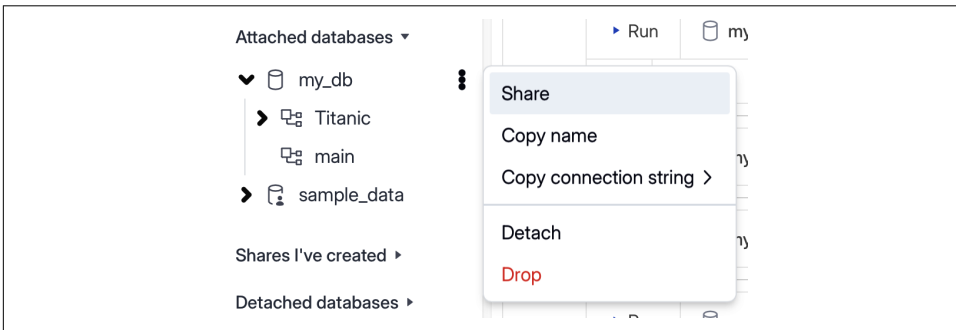 Attached databases
my_db
Titanic
main
sample_data
Shares I've created
Detached databases
Run
my
Share
Copy name
Copy connection string
Detach
Drop